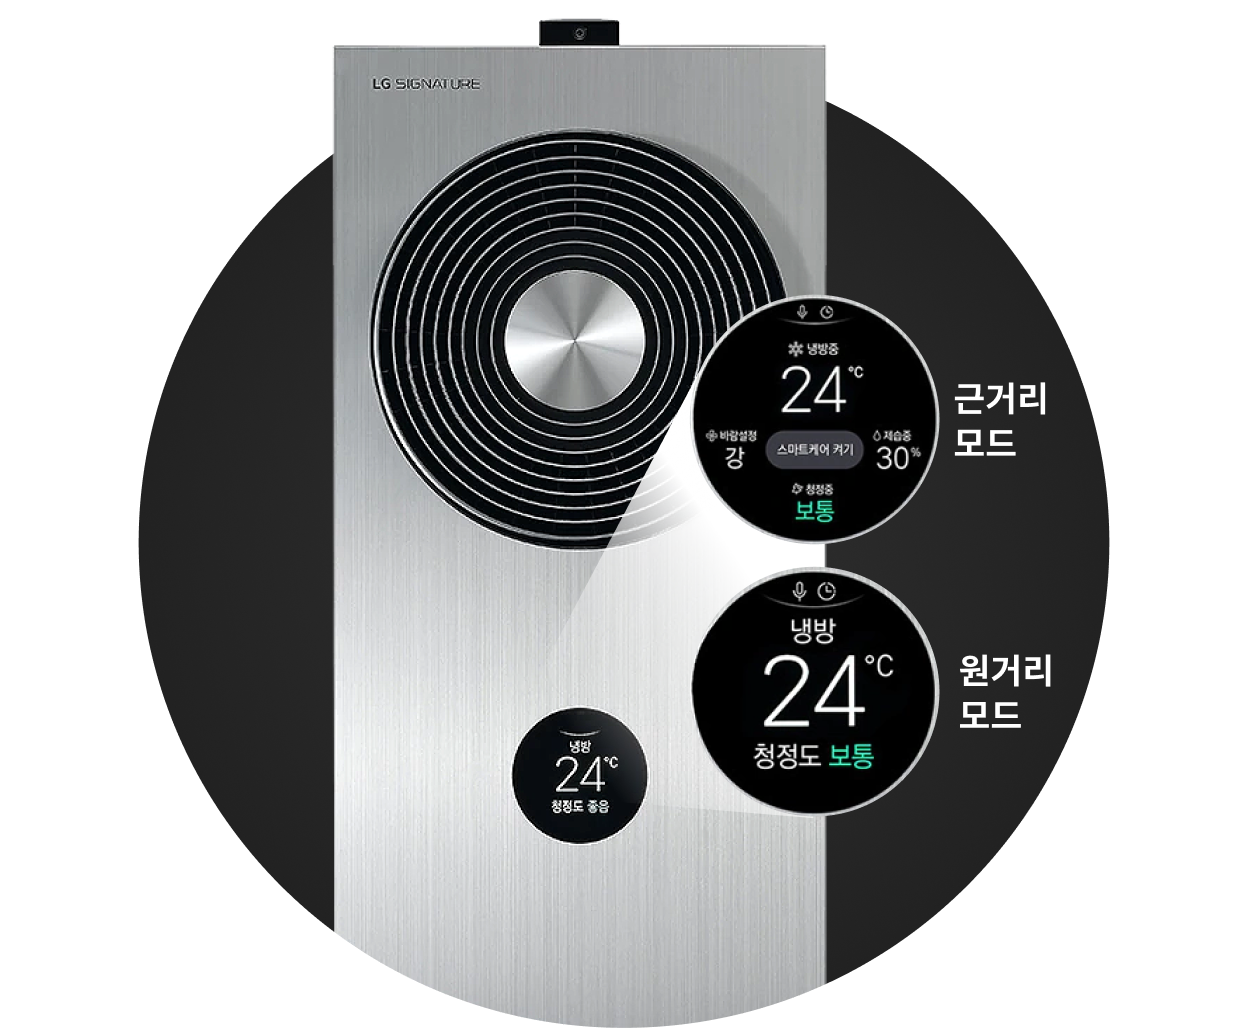 LG SIGNATURE
냉방중
24℃
바람설정
강
스마트케어 켜기
제습중
30%
청정중
보통
근거리
모드
냉방
24℃
청정도 보통
원거리
모드
냉방
24℃
청정도 좋음